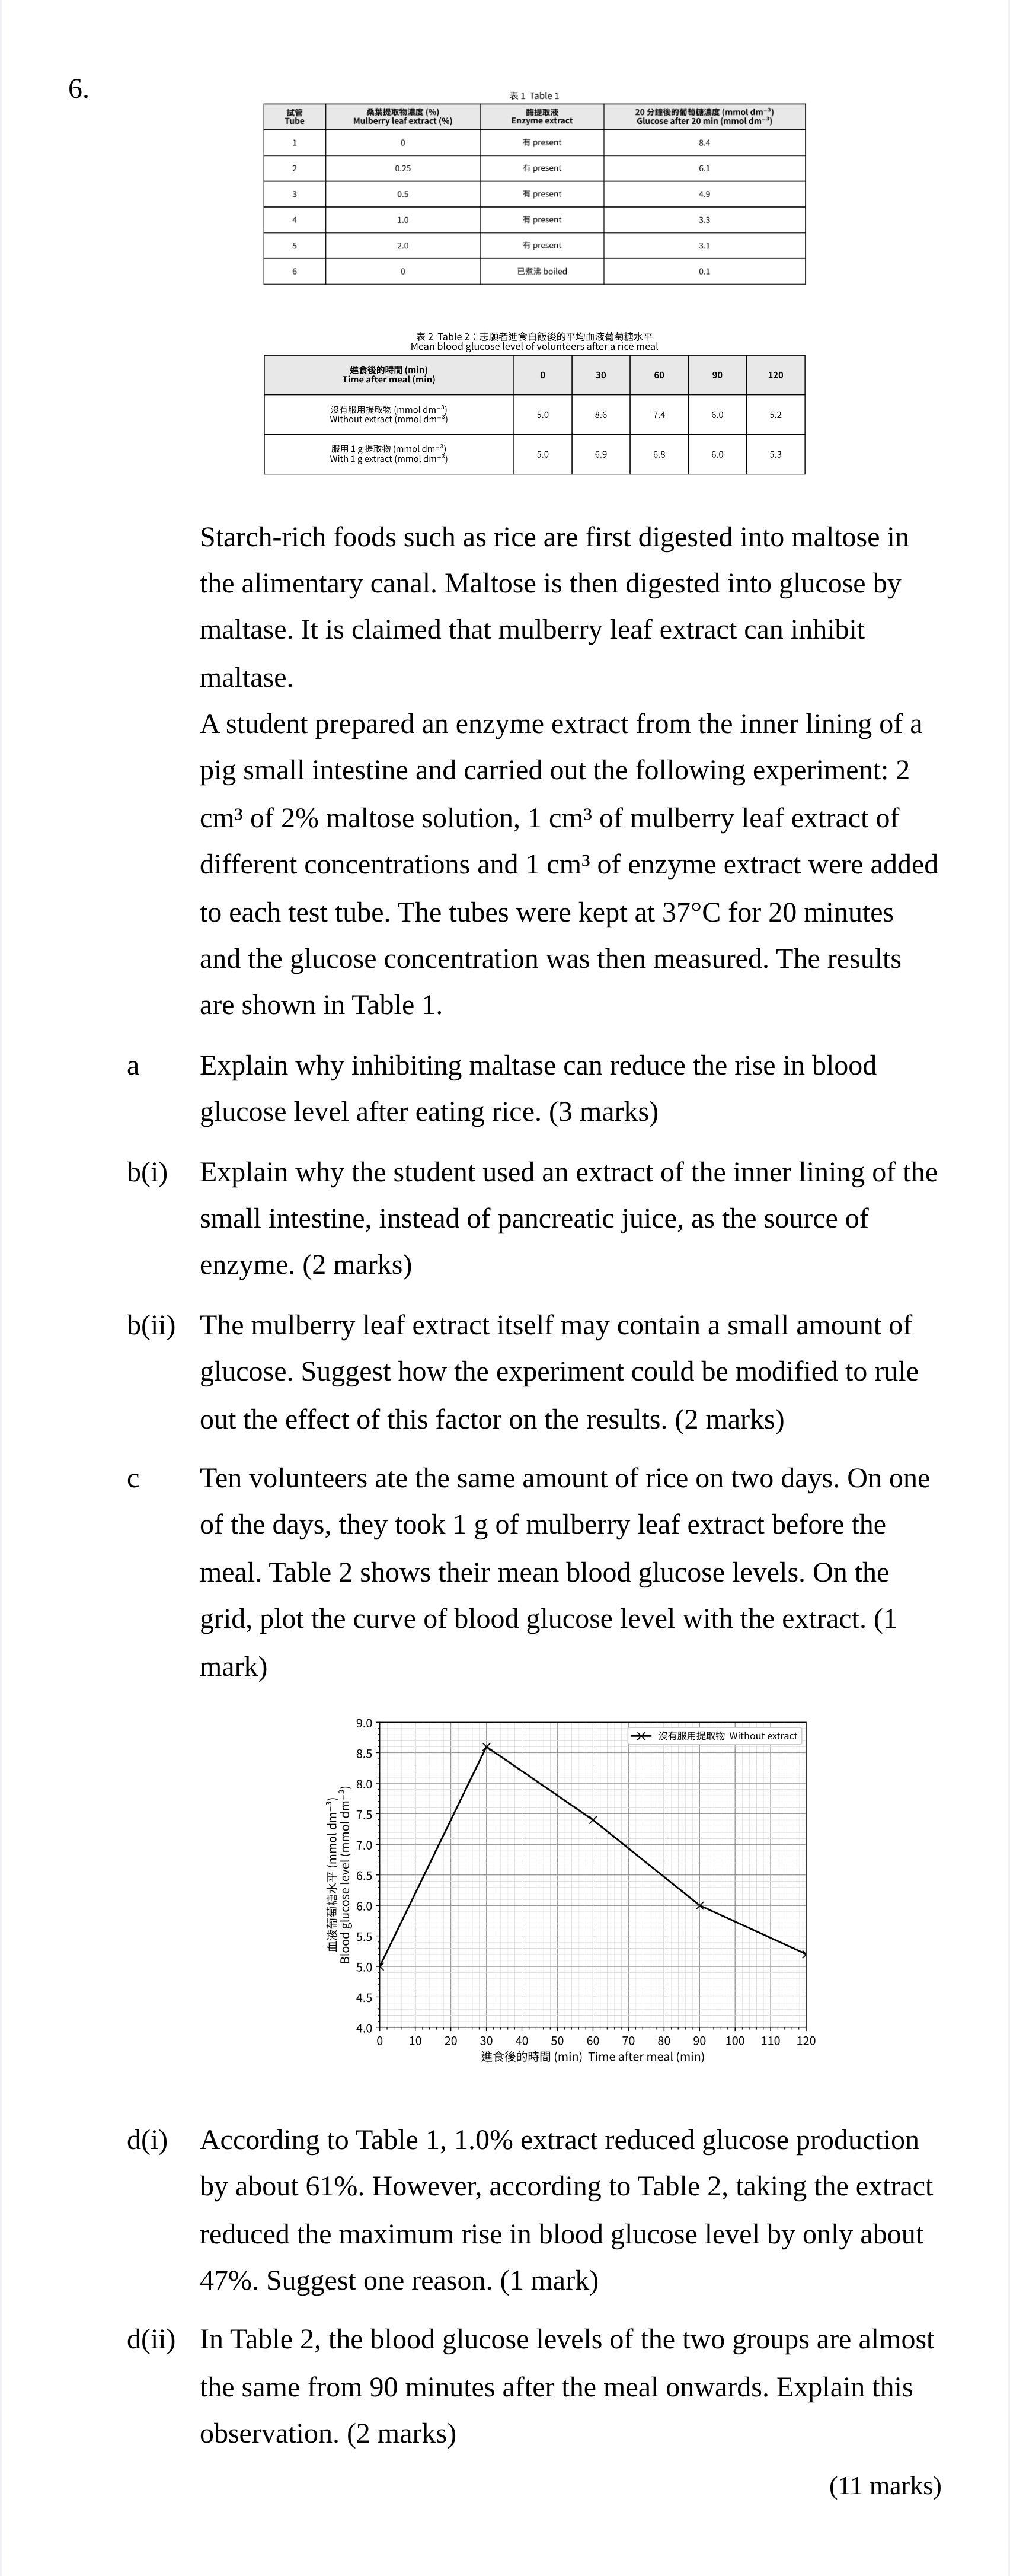 6.
表 1 Table 1
試管 桑葉提取物濃度 (%) 酶提取液 20 分鐘後的葡萄糖濃度 (mmol dm⁻³)
Tube Mulberry leaf extract (%) Enzyme extract Glucose after 20 min (mmol dm⁻³)
1 0 有 present 8.4
2 0.25 有 present 6.1
3 0.5 有 present 4.9
4 1.0 有 present 3.3
5 2.0 有 present 3.1
6 0 已煮沸 boiled 0.1
表 2 Table 2：志願者進食白飯後的平均血液葡萄糖水平
Mean blood glucose level of volunteers after a rice meal
進食後的時間 (min)
Time after meal (min) 0 30 60 90 120
沒有服用提取物 (mmol dm⁻³)
Without extract (mmol dm⁻³) 5.0 8.6 7.4 6.0 5.2
服用 1 g 提取物 (mmol dm⁻³)
With 1 g extract (mmol dm⁻³) 5.0 6.9 6.8 6.0 5.3
Starch-rich foods such as rice are first digested into maltose in
the alimentary canal. Maltose is then digested into glucose by
maltase. It is claimed that mulberry leaf extract can inhibit
maltase.
A student prepared an enzyme extract from the inner lining of a
pig small intestine and carried out the following experiment: 2
cm³ of 2% maltose solution, 1 cm³ of mulberry leaf extract of
different concentrations and 1 cm³ of enzyme extract were added
to each test tube. The tubes were kept at 37°C for 20 minutes
and the glucose concentration was then measured. The results
are shown in Table 1.
a Explain why inhibiting maltase can reduce the rise in blood
glucose level after eating rice. (3 marks)
b(i) Explain why the student used an extract of the inner lining of the
small intestine, instead of pancreatic juice, as the source of
enzyme. (2 marks)
b(ii) The mulberry leaf extract itself may contain a small amount of
glucose. Suggest how the experiment could be modified to rule
out the effect of this factor on the results. (2 marks)
c Ten volunteers ate the same amount of rice on two days. On one
of the days, they took 1 g of mulberry leaf extract before the
meal. Table 2 shows their mean blood glucose levels. On the
grid, plot the curve of blood glucose level with the extract. (1
mark)
沒有服用提取物 Without extract
血液葡萄糖水平 (mmol dm⁻³)
Blood glucose level (mmol dm⁻³)
9.0
8.5
8.0
7.5
7.0
6.5
6.0
5.5
5.0
4.5
4.0
0 10 20 30 40 50 60 70 80 90 100 110 120
進食後的時間 (min) Time after meal (min)
d(i) According to Table 1, 1.0% extract reduced glucose production
by about 61%. However, according to Table 2, taking the extract
reduced the maximum rise in blood glucose level by only about
47%. Suggest one reason. (1 mark)
d(ii) In Table 2, the blood glucose levels of the two groups are almost
the same from 90 minutes after the meal onwards. Explain this
observation. (2 marks)
(11 marks)